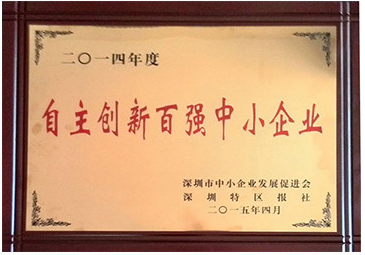 二〇一四年度
自主创新百强中小企业
深圳市中小企业发展促进会
深圳特区报社
二〇一五年四月